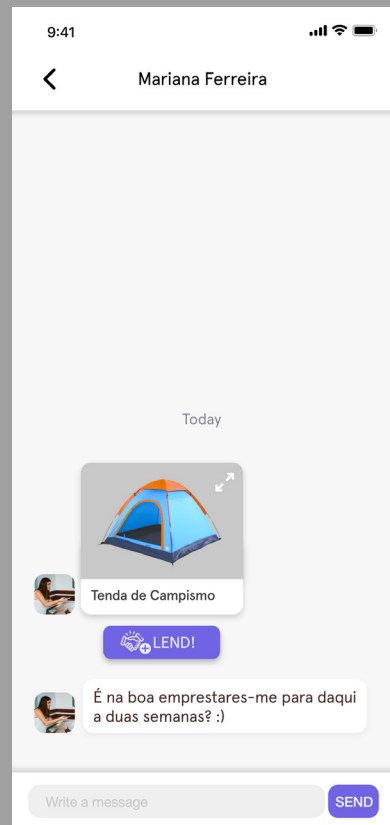 9:41
Mariana Ferreira
Today
Tenda de Campismo
LEND!
É na boa emprestares-me para daqui
a duas semanas? :)
Write a message
SEND